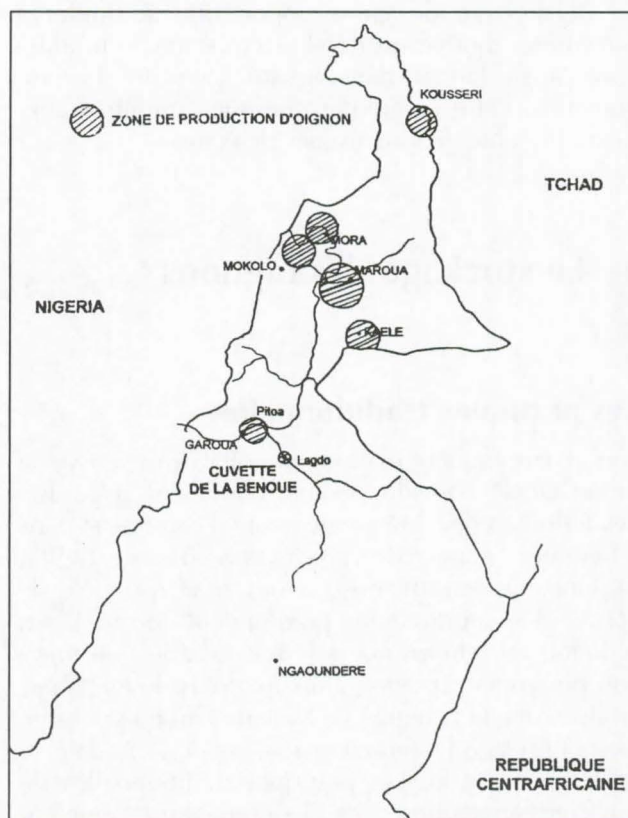 KOUSSERI
ZONE DE PRODUCTION D'OIGNON
TCHAD
MORA
MOKOLO
MAROUA
NIGERIA
KAELE
Pitoa
GAROUA
Lagdo
CUVETTE
DE LA BENOUE
NGAOUNDERE
REPUBLIQUE
CENTRAFRICAINE